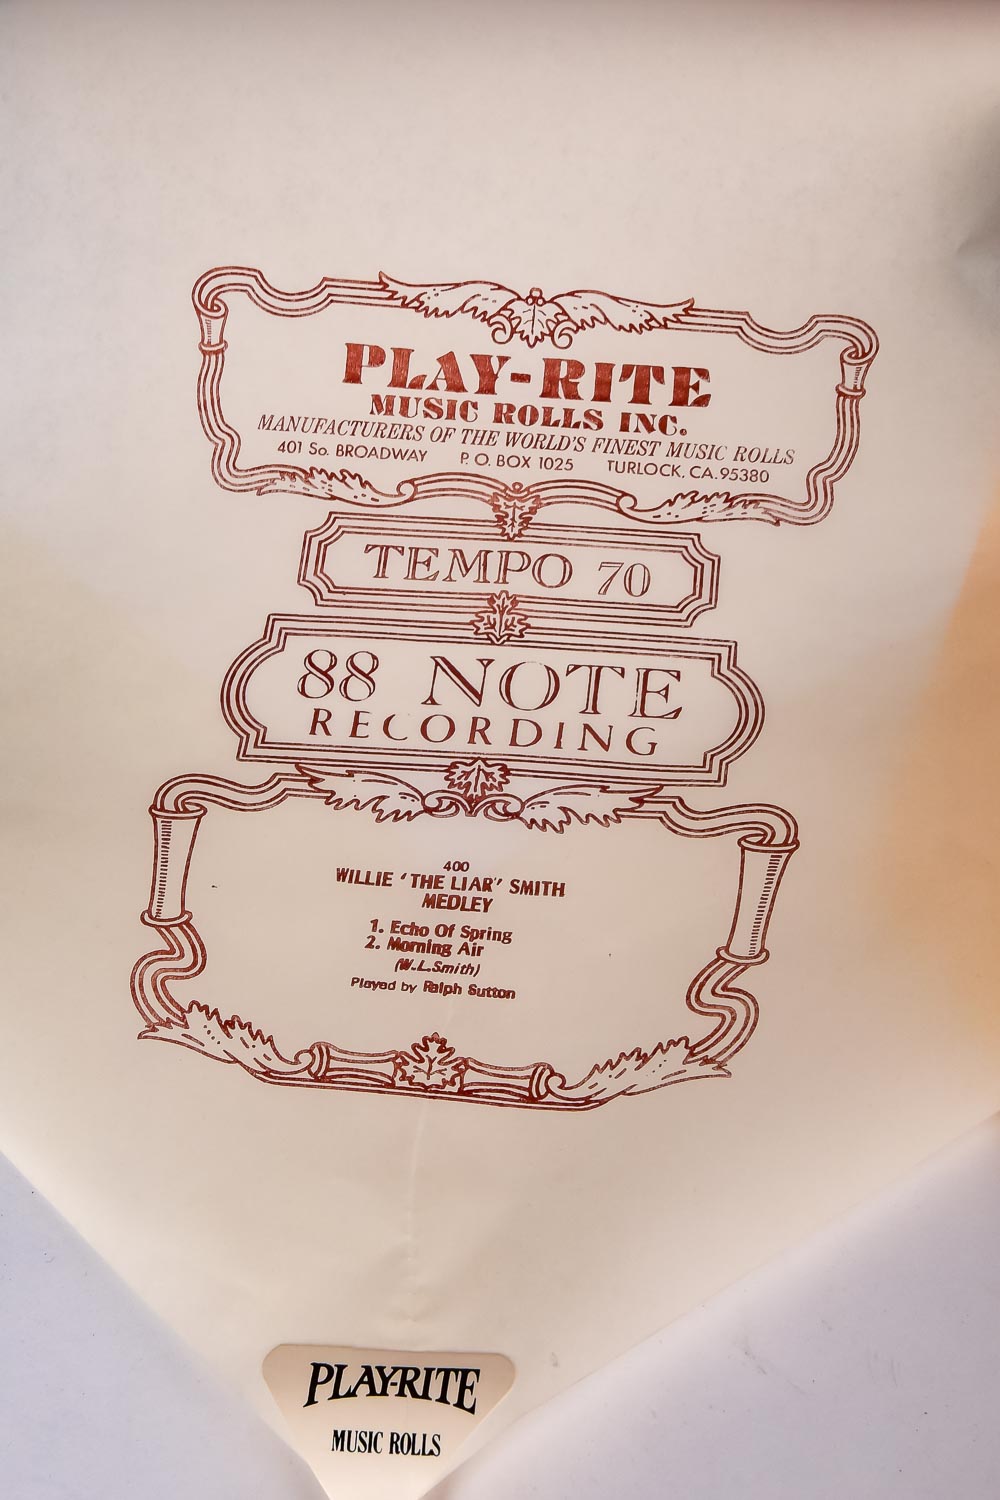 PLAY-RITE
MUSIC ROLLS INC.
MANUFACTURERS OF THE WORLD'S FINEST MUSIC ROLLS
401 So. BROADWAY P. O. BOX 1025 TURLOCK, CA. 95380
TEMPO 70
88 NOTE
RECORDING
400
WILLIE 'THE LIAR' SMITH
MEDLEY
1. Echo Of Spring
2. Morning Air
(W.L.Smith)
Played by Ralph Sutton
PLAY-RITE
MUSIC ROLLS